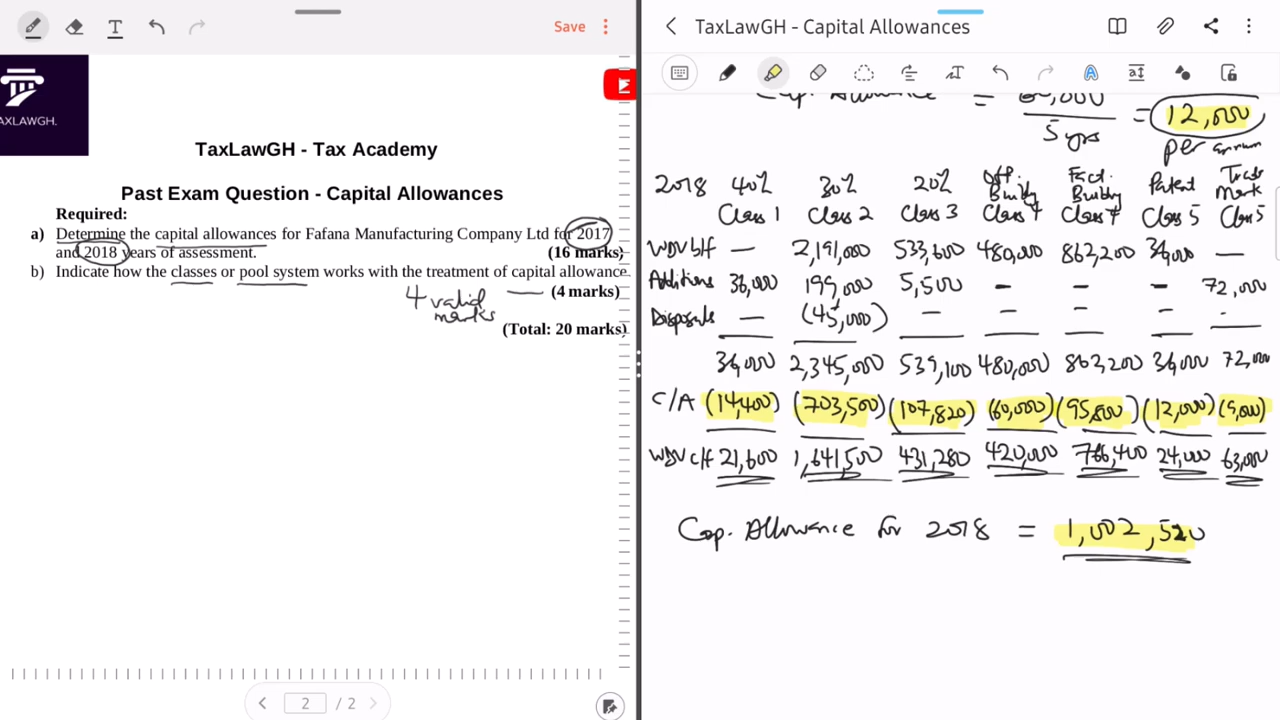 Save
AXLAWGH.
TaxLawGH - Tax Academy
Past Exam Question - Capital Allowances
Required:
a) Determine the capital allowances for Fafana Manufacturing Company Ltd for 2017
and 2018 years of assessment. (16 marks)
b) Indicate how the classes or pool system works with the treatment of capital allowance.
4 valid marks
(4 marks)
(Total: 20 marks)
2 / 2
TaxLawGH - Capital Allowances
Cap. Allowance = 60,000 / 5 yrs = 12,000 per annum
2018 40% Class 1 30% Class 2 20% Class 3 Off. Building Class 4 Fact. Building Class 4 Patent Class 5 Trade Mark Clas 5
WDV b/f — 2,191,000 533,600 480,000 862,200 36,000 —
Additions 36,000 199,000 5,500 - - - 72,000
Disposals — (45,000) — — — — -
36,000 2,345,000 539,100 480,000 862,200 36,000 72,000
C/A (14,400) (703,500) (107,820) (60,000) (95,800) (12,000) (9,000)
WDV c/f 21,600 1,641,500 431,280 420,000 766,400 24,000 63,000
Cap. Allowance for 2018 = 1,002,520